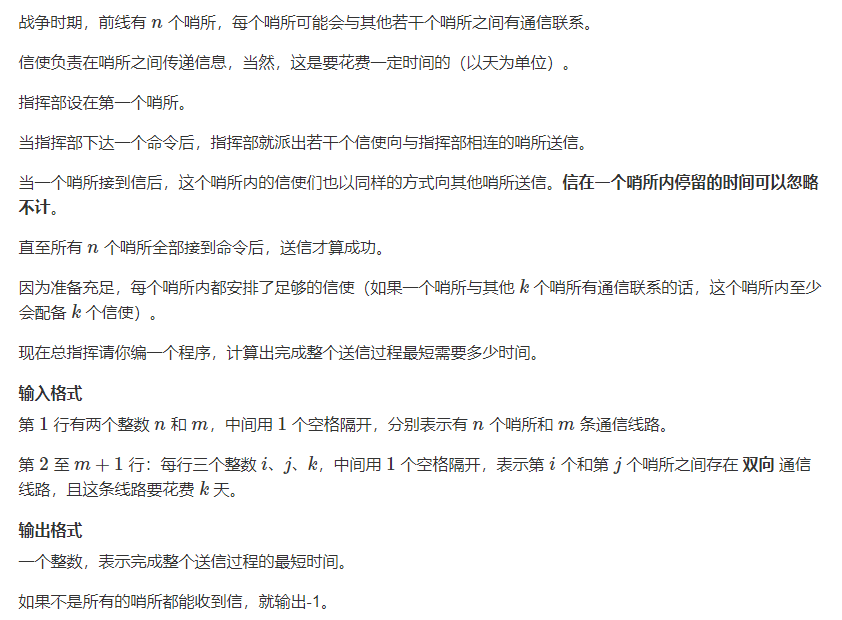 战争时期，前线有 n 个哨所，每个哨所可能会与其他若干个哨所之间有通信联系。
信使负责在哨所之间传递信息，当然，这是要花费一定时间的（以天为单位）。
指挥部设在第一个哨所。
当指挥部下达一个命令后，指挥部就派出若干个信使向与指挥部相连的哨所送信。
当一个哨所接到信后，这个哨所内的信使们也以同样的方式向其他哨所送信。信在一个哨所内停留的时间可以忽略
不计。
直至所有 n 个哨所全部接到命令后，送信才算成功。
因为准备充足，每个哨所内都安排了足够的信使（如果一个哨所与其他 k 个哨所有通信联系的话，这个哨所内至少
会配备 k 个信使）。
现在总指挥请你编一个程序，计算出完成整个送信过程最短需要多少时间。
输入格式
第 1 行有两个整数 n 和 m，中间用 1 个空格隔开，分别表示有 n 个哨所和 m 条通信线路。
第 2 至 m + 1 行：每行三个整数 i、j、k，中间用 1 个空格隔开，表示第 i 个和第 j 个哨所之间存在 双向 通信
线路，且这条线路要花费 k 天。
输出格式
一个整数，表示完成整个送信过程的最短时间。
如果不是所有的哨所都能收到信，就输出-1。